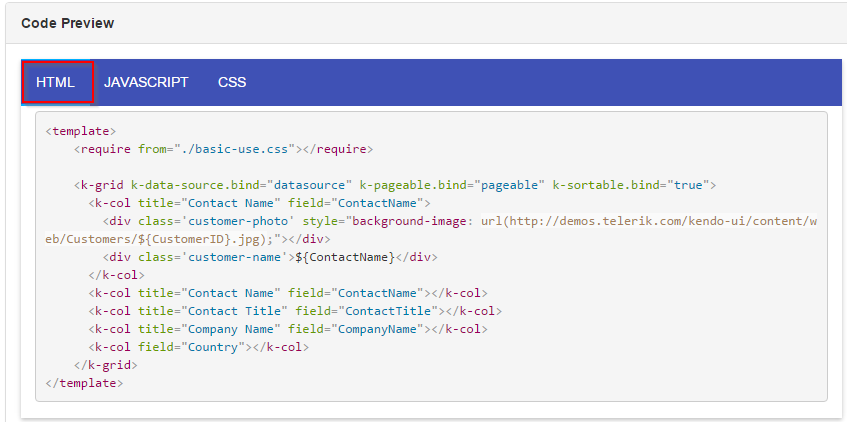 Code Preview
HTML JAVASCRIPT CSS
<template>
    <require from="./basic-use.css"></require>

    <k-grid k-data-source.bind="datasource" k-pageable.bind="pageable" k-sortable.bind="true">
      <k-col title="Contact Name" field="ContactName">
        <div class='customer-photo' style="background-image: url(http://demos.telerik.com/kendo-ui/content/w
eb/Customers/${CustomerID}.jpg);"></div>
        <div class='customer-name'>${ContactName}</div>
      </k-col>
      <k-col title="Contact Name" field="ContactName"></k-col>
      <k-col title="Contact Title" field="ContactTitle"></k-col>
      <k-col title="Company Name" field="CompanyName"></k-col>
      <k-col field="Country"></k-col>
    </k-grid>
</template>